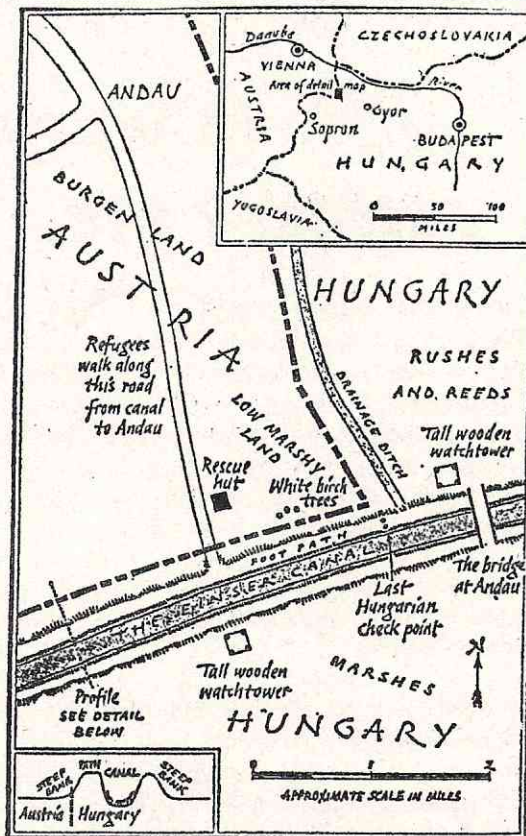 Danube
CZECHOSLOVAKIA
VIENNA
River
Area of detail map
AUSTRIA
Gyor
Sopron
BUDAPEST
HUNGARY
YUGOSLAVIA
0 50 100
MILES
ANDAU
BURGENLAND
AUSTRIA
HUNGARY
Refugees
walk along
this road
from canal
to Andau
DRAINAGE DITCH
RUSHES
AND REEDS
LOW MARSHY
LAND
Tall wooden
watchtower
Rescue
hut
White birch
trees
FOOT PATH
THE EINSER CANAL
The bridge
at Andau
Last
Hungarian
check point
N
Tall wooden
watchtower
MARSHES
Profile
SEE DETAIL
BELOW
HUNGARY
STEEP
BANK
PATH
CANAL
STEEP
BANK
Austria
Hungary
0 1 2
APPROXIMATE SCALE IN MILES